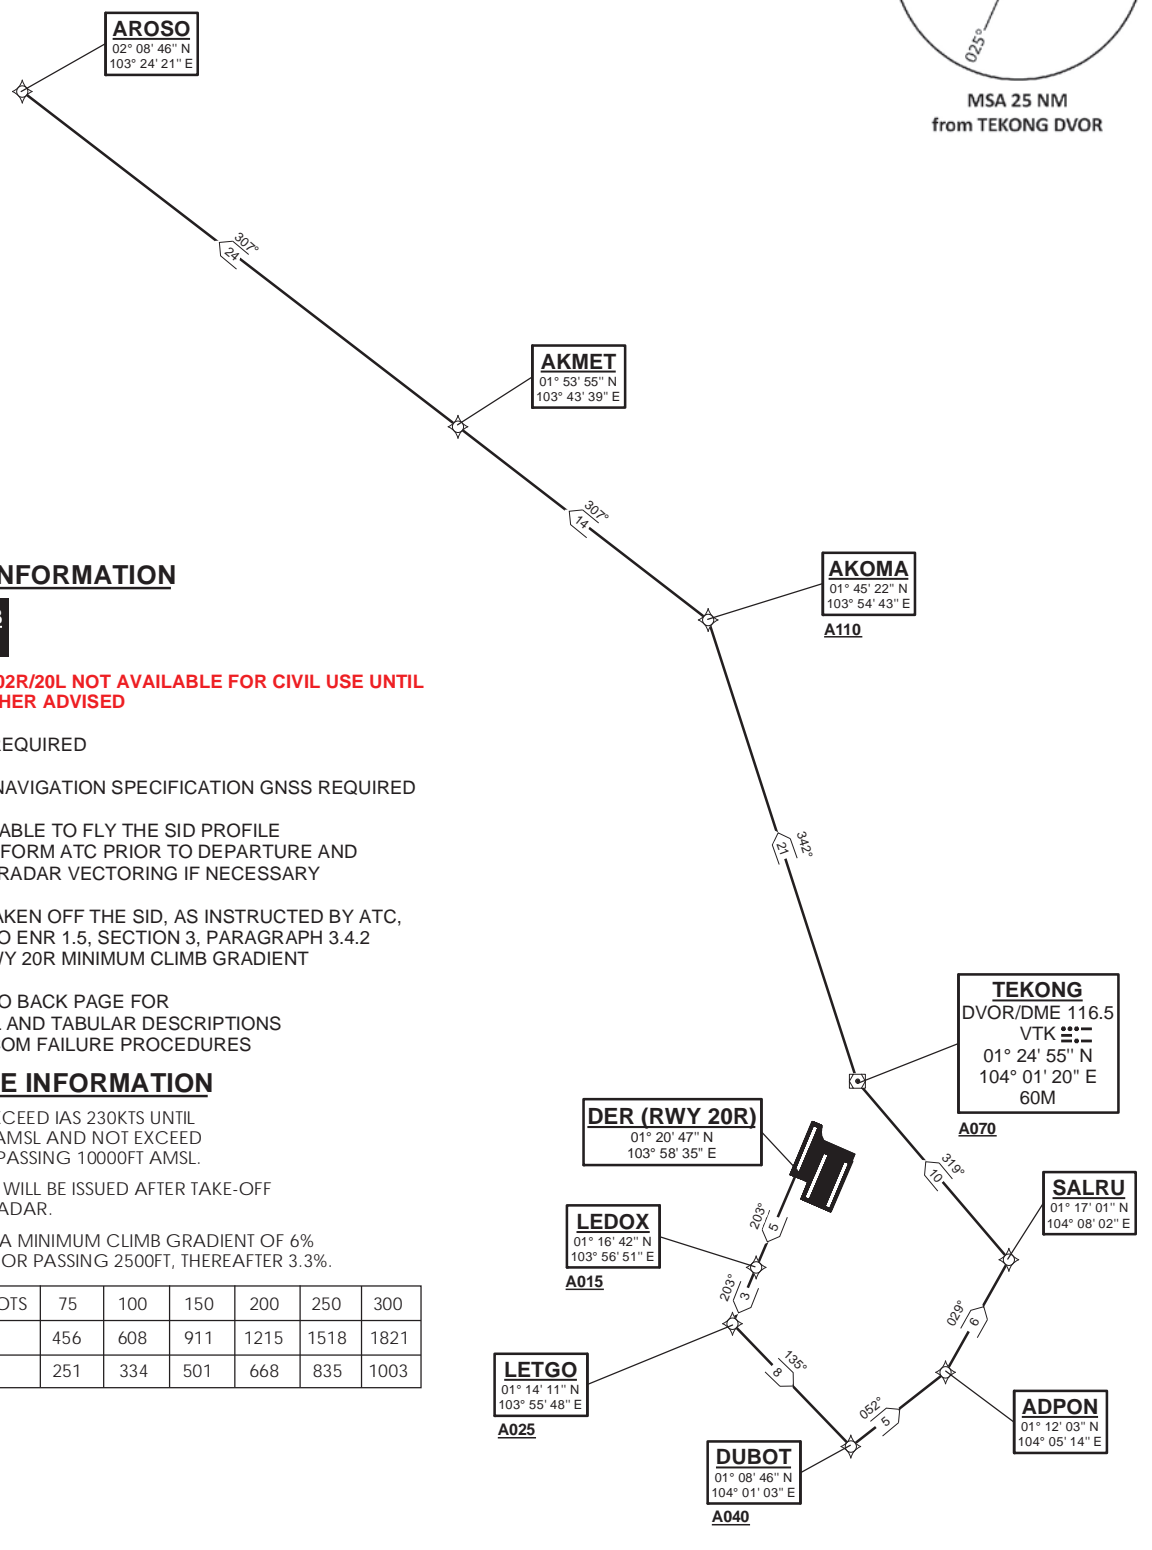 AROSO
02° 08' 46" N
103° 24' 21" E
025°
MSA 25 NM
from TEKONG DVOR
307°
24
AKMET
01° 53' 55" N
103° 43' 39" E
307°
14
AKOMA
01° 45' 22" N
103° 54' 43" E
A110
NFORMATION
02R/20L NOT AVAILABLE FOR CIVIL USE UNTIL
HER ADVISED
EQUIRED
NAVIGATION SPECIFICATION GNSS REQUIRED
ABLE TO FLY THE SID PROFILE
FORM ATC PRIOR TO DEPARTURE AND
RADAR VECTORING IF NECESSARY
AKEN OFF THE SID, AS INSTRUCTED BY ATC,
O ENR 1.5, SECTION 3, PARAGRAPH 3.4.2
WY 20R MINIMUM CLIMB GRADIENT
O BACK PAGE FOR
L AND TABULAR DESCRIPTIONS
OM FAILURE PROCEDURES
342°
21
TEKONG
DVOR/DME 116.5
VTK
01° 24' 55" N
104° 01' 20" E
60M
A070
E INFORMATION
XCEED IAS 230KTS UNTIL
AMSL AND NOT EXCEED
PASSING 10000FT AMSL.
WILL BE ISSUED AFTER TAKE-OFF
ADAR.
A MINIMUM CLIMB GRADIENT OF 6%
OR PASSING 2500FT, THEREAFTER 3.3%.
OTS 75 100 150 200 250 300
456 608 911 1215 1518 1821
251 334 501 668 835 1003
DER (RWY 20R)
01° 20' 47" N
103° 58' 35" E
319°
10
SALRU
01° 17' 01" N
104° 08' 02" E
203°
5
LEDOX
01° 16' 42" N
103° 56' 51" E
A015
203°
3
029°
6
LETGO
01° 14' 11" N
103° 55' 48" E
A025
135°
8
052°
5
ADPON
01° 12' 03" N
104° 05' 14" E
DUBOT
01° 08' 46" N
104° 01' 03" E
A040